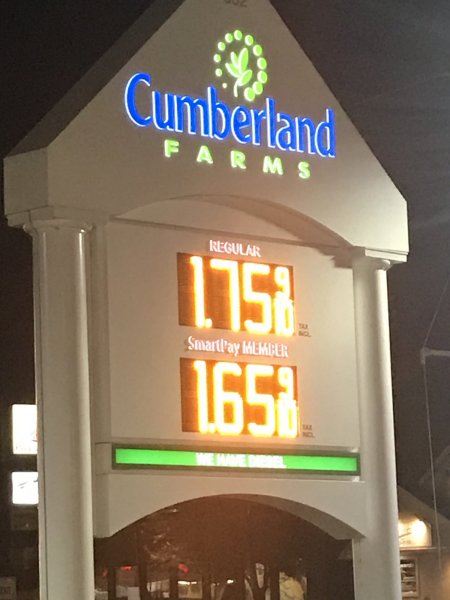 Cumberland
FARMS
REGULAR
1.75 9/10
TAX
INCL.
SmartPay MEMBER
1.65 9/10
TAX
INCL.
WE HAVE DIESEL